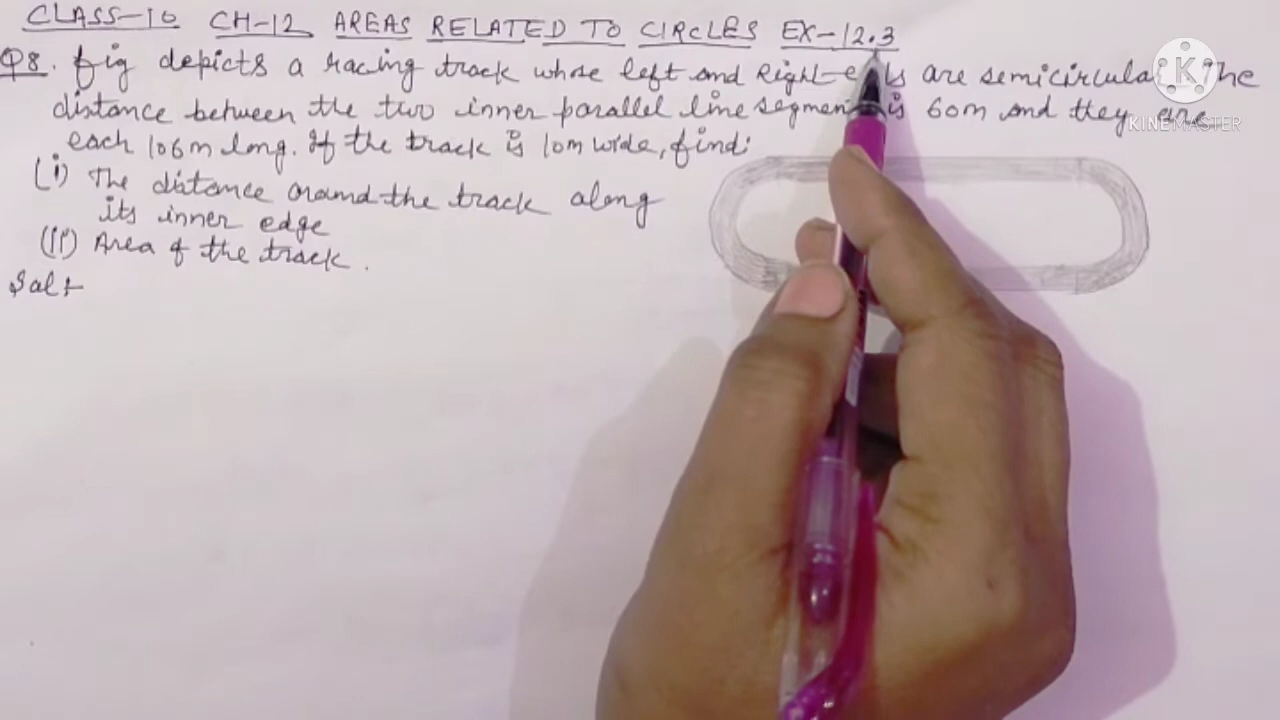 CLASS-10 CH-12 AREAS RELATED TO CIRCLES EX-12.3
Q8. fig depicts a racing track whose left and Right are semicircular The
distance between the two inner parallel line segment is 60m and they are
each 106m long. If the track is 10m wide, find:
(i) The distance around the track along
its inner edge
(ii) Area of the track.
Sol:-
K
KINEMASTER